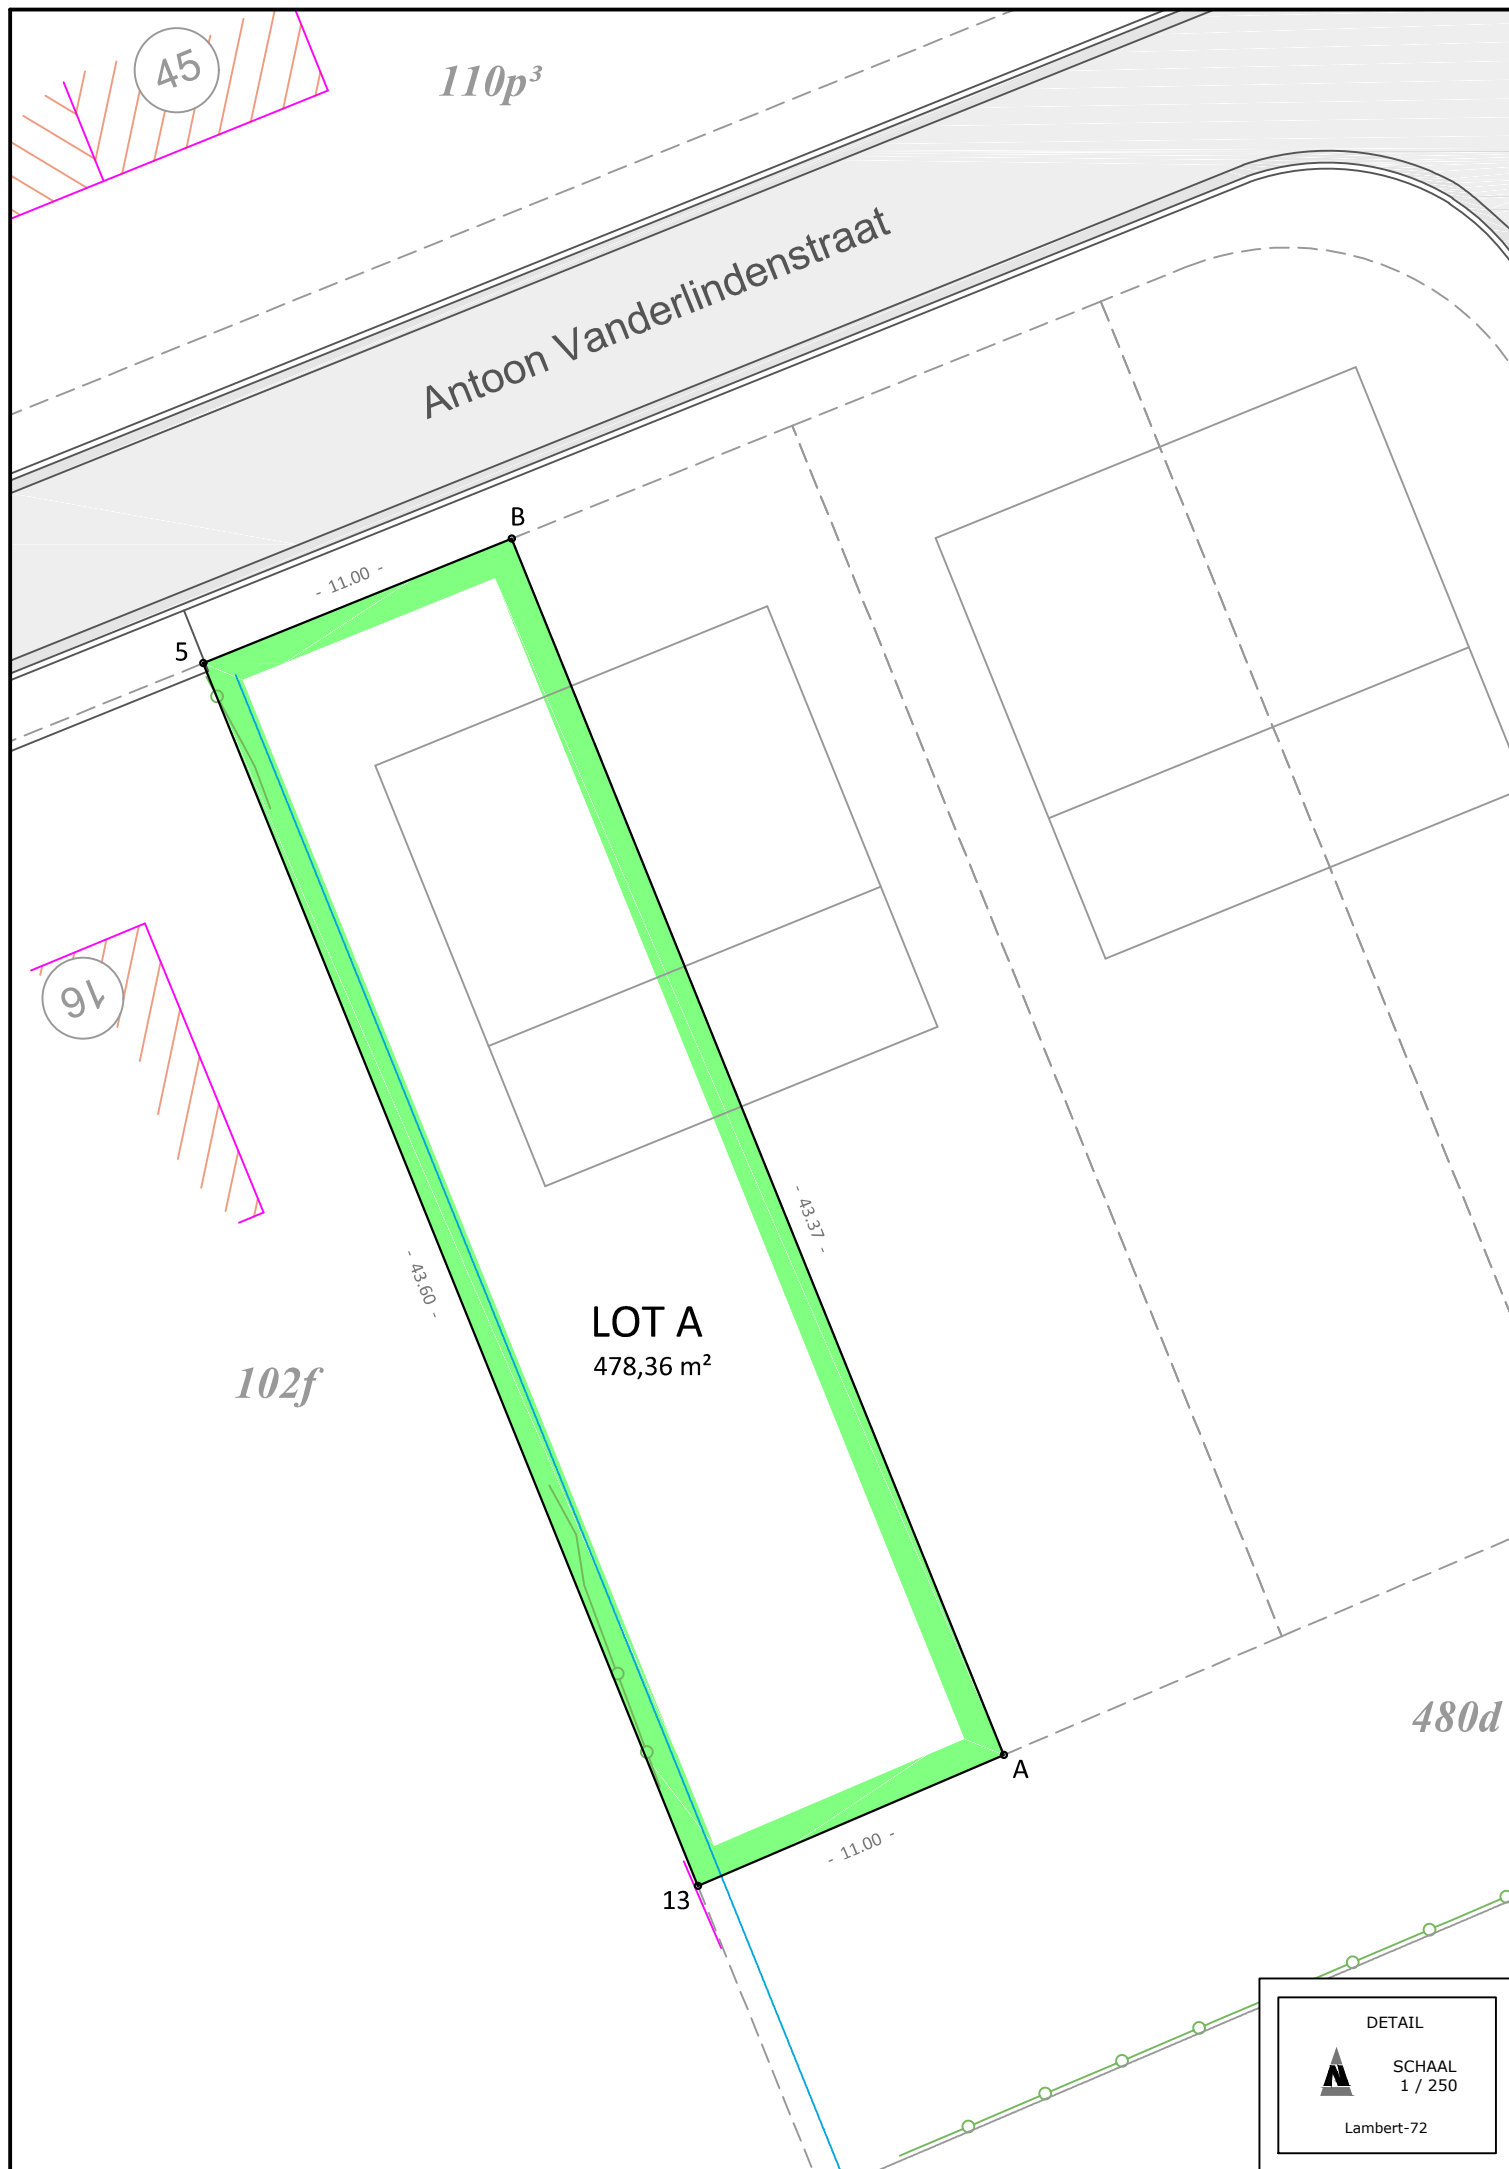 45
110p³
Antoon Vanderlindenstraat
B
- 11.00 -
5
16
- 43.37 -
- 43.60 -
LOT A
478,36 m²
102f
480d
A
- 11.00 -
13
DETAIL
N
SCHAAL
1 / 250
Lambert-72